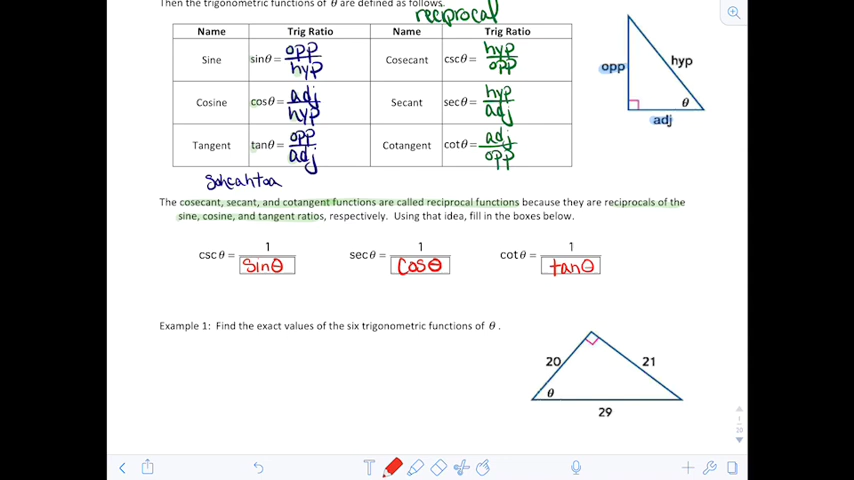 Then the trigonometric functions of θ are defined as follows.
reciprocal
Name Trig Ratio Name Trig Ratio
Sine sinθ = opp/hyp Cosecant cscθ = hyp/opp
Cosine cosθ = adj/hyp Secant secθ = hyp/adj
Tangent tanθ = opp/adj Cotangent cotθ = adj/opp
opp hyp θ adj
Sohcahtoa
The cosecant, secant, and cotangent functions are called reciprocal functions because they are reciprocals of the
sine, cosine, and tangent ratios, respectively. Using that idea, fill in the boxes below.
cscθ = 1/sinθ secθ = 1/cosθ cotθ = 1/tanθ
Example 1: Find the exact values of the six trigonometric functions of θ .
20 21
θ
29
T